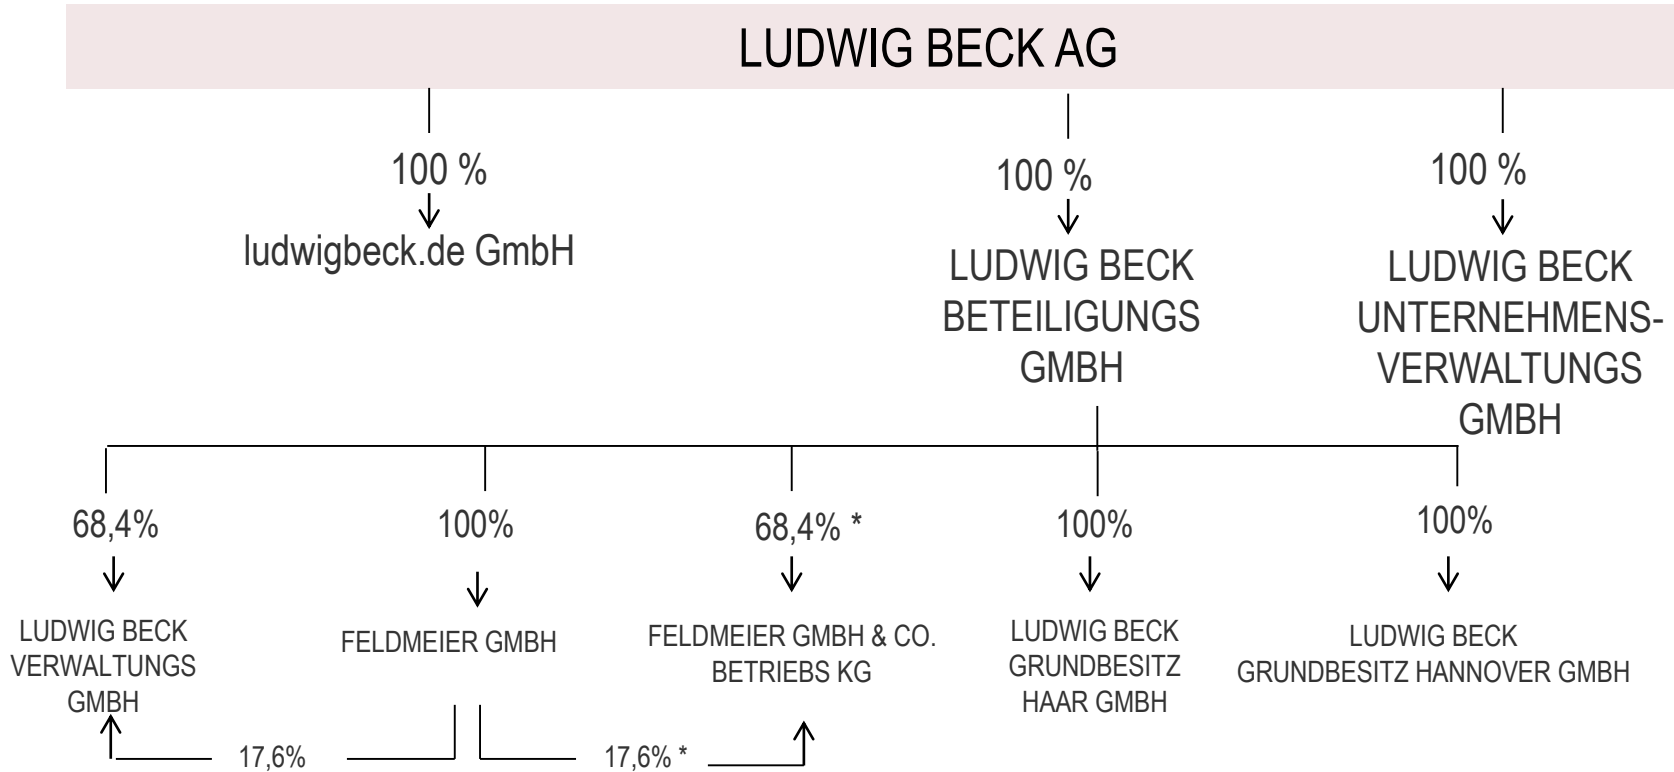 LUDWIG BECK AG
100 %
100 %
100 %
ludwigbeck.de GmbH
LUDWIG BECK
BETEILIGUNGS
GMBH
LUDWIG BECK
UNTERNEHMENS-
VERWALTUNGS
GMBH
68,4%
100%
68,4% *
100%
100%
LUDWIG BECK
VERWALTUNGS
GMBH
FELDMEIER GMBH
FELDMEIER GMBH & CO.
BETRIEBS KG
LUDWIG BECK
GRUNDBESITZ
HAAR GMBH
LUDWIG BECK
GRUNDBESITZ HANNOVER GMBH
17,6%
17,6% *